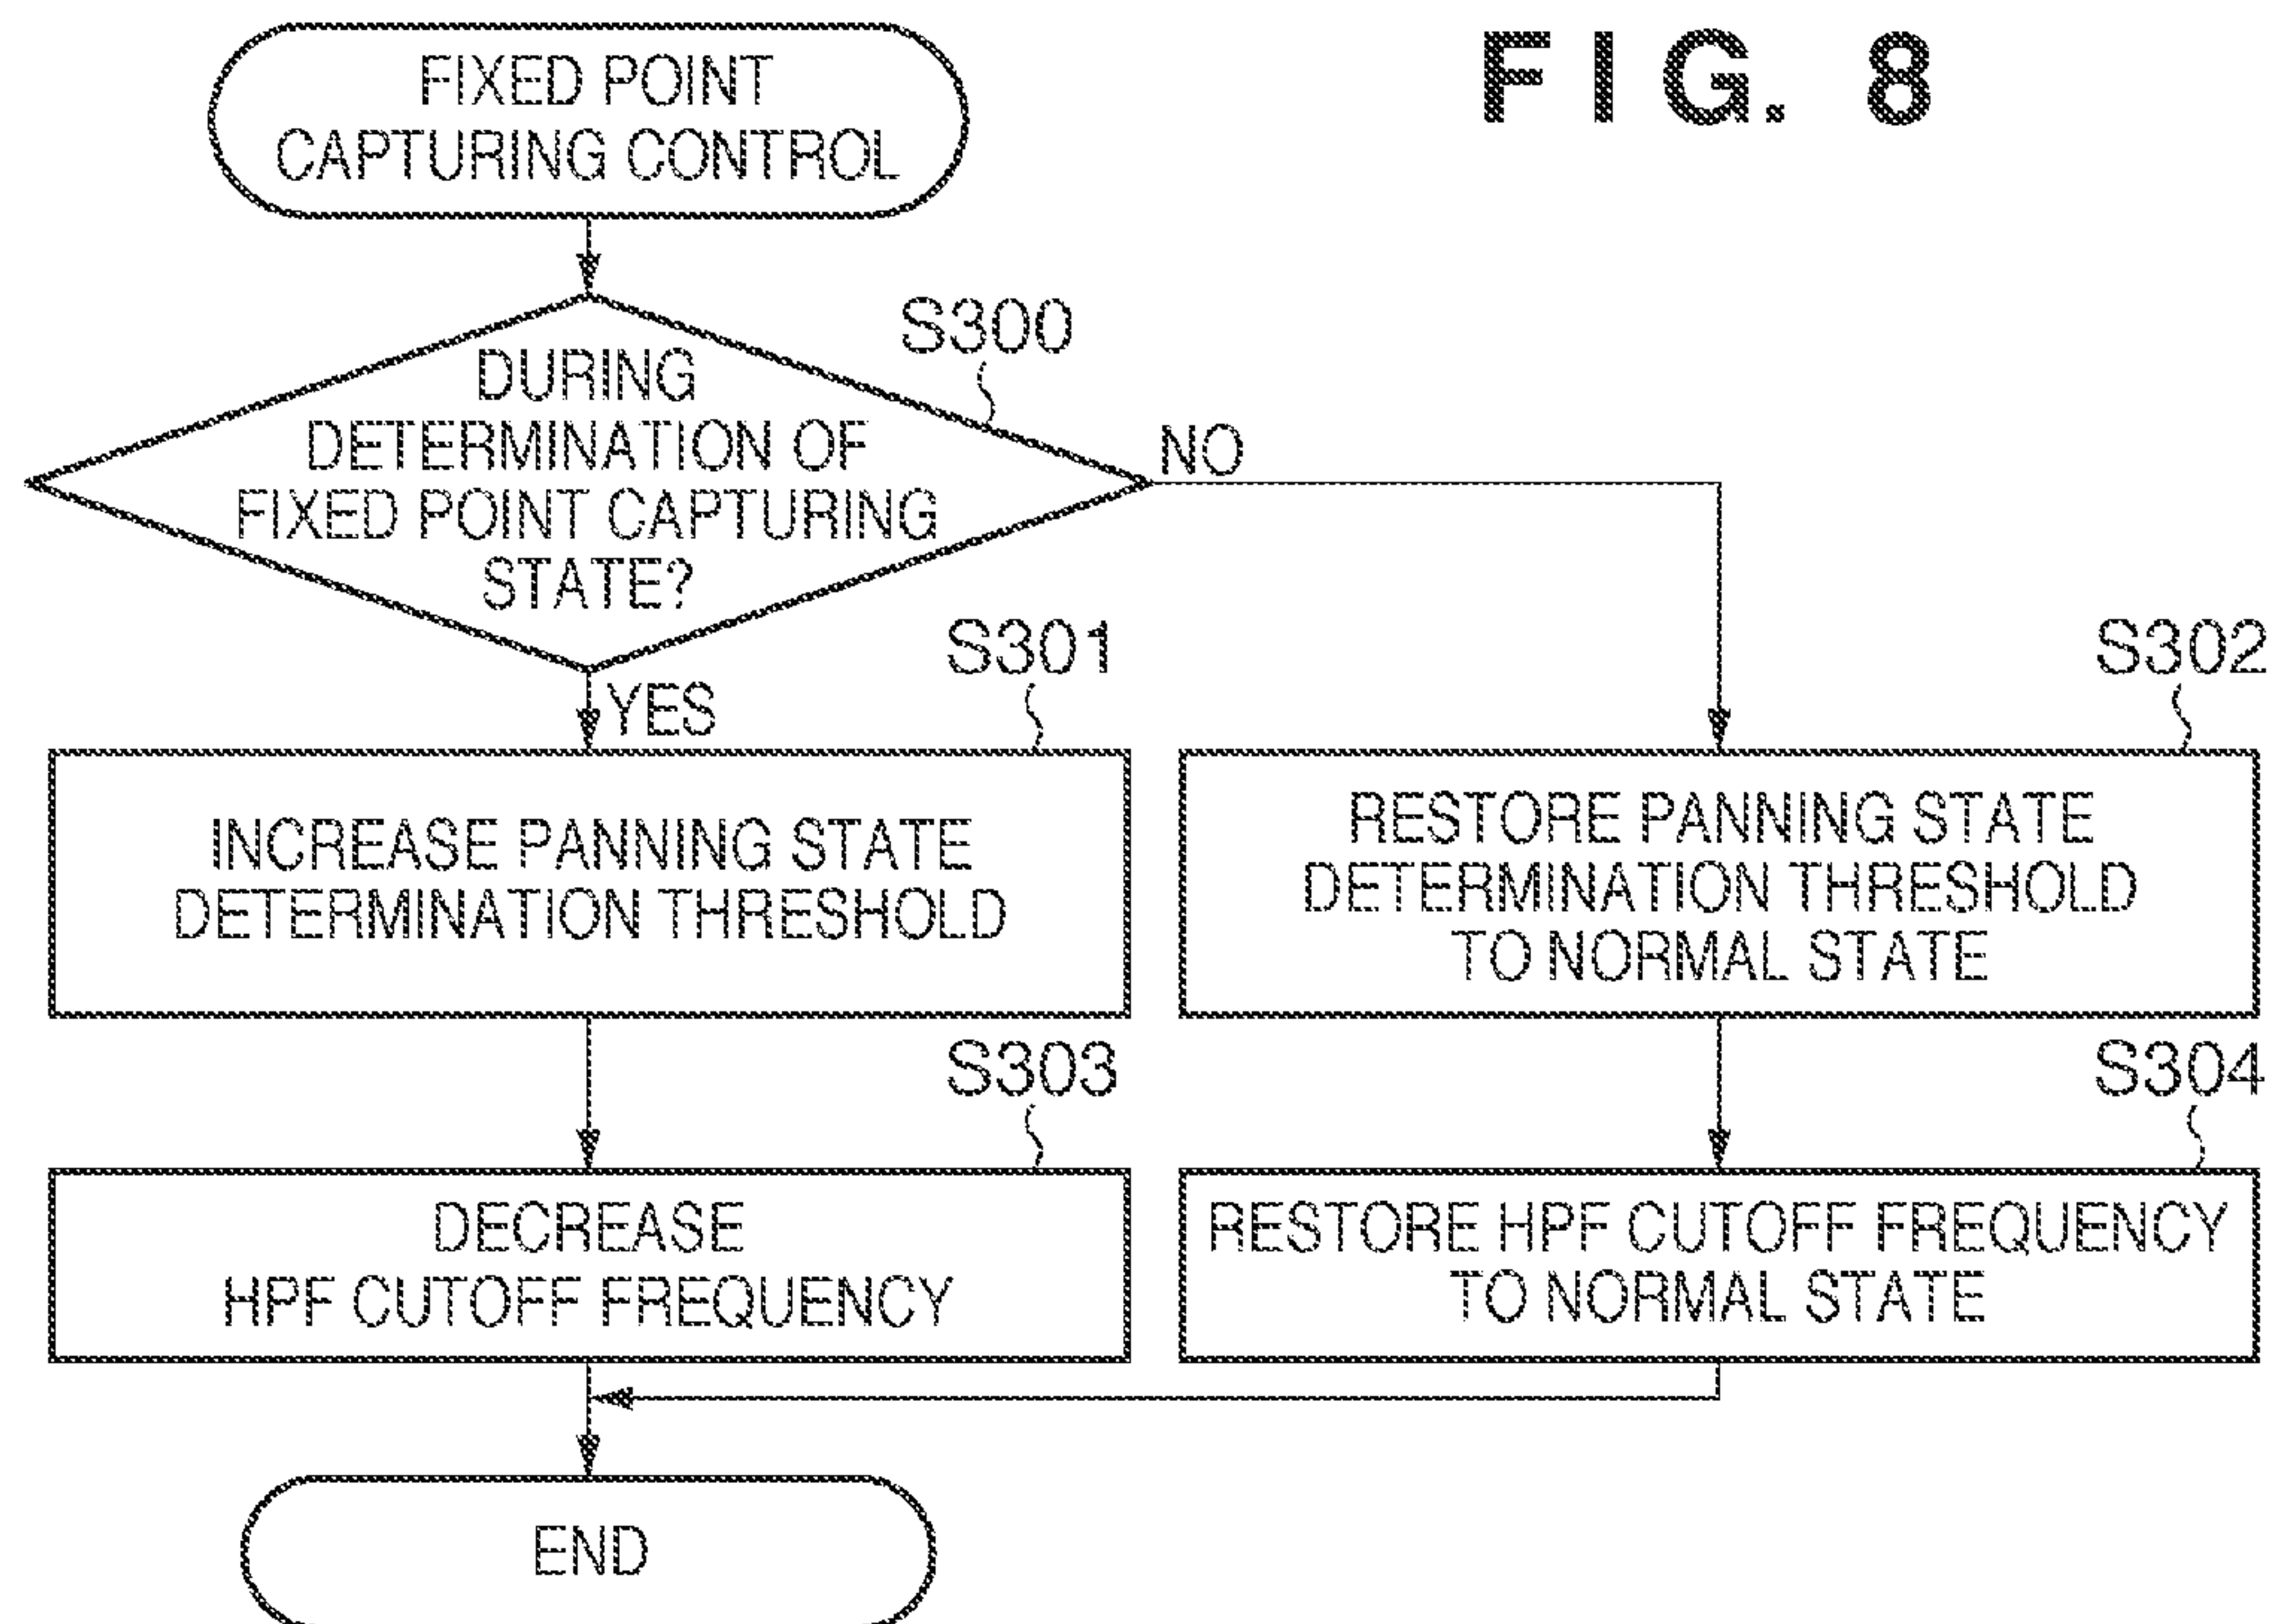 FIG. 8
FIXED POINT
CAPTURING CONTROL
S300
DURING
DETERMINATION OF
FIXED POINT CAPTURING
STATE?
NO
YES
S301
INCREASE PANNING STATE
DETERMINATION THRESHOLD
S302
RESTORE PANNING STATE
DETERMINATION THRESHOLD
TO NORMAL STATE
S303
DECREASE
HPF CUTOFF FREQUENCY
S304
RESTORE HPF CUTOFF FREQUENCY
TO NORMAL STATE
END